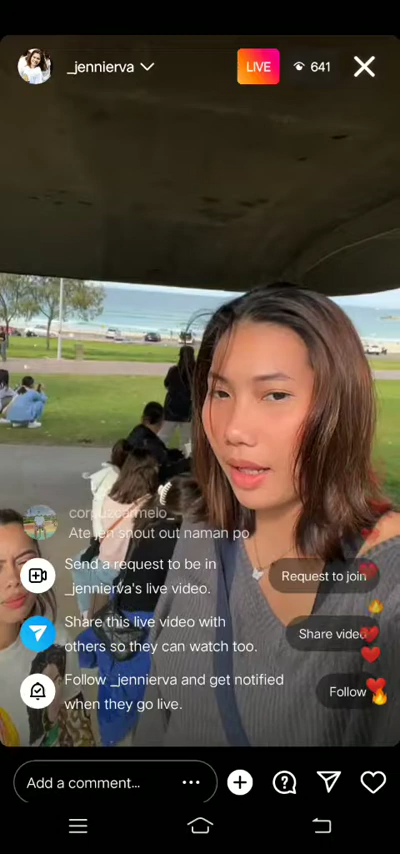 _jennierva
LIVE
641
corpuzcarmelo_
Ate jen shout out naman po
Send a request to be in
_jennierva's live video.
Request to join
Share this live video with
others so they can watch too.
Share video
Follow _jennierva and get notified
when they go live.
Follow
Add a comment...